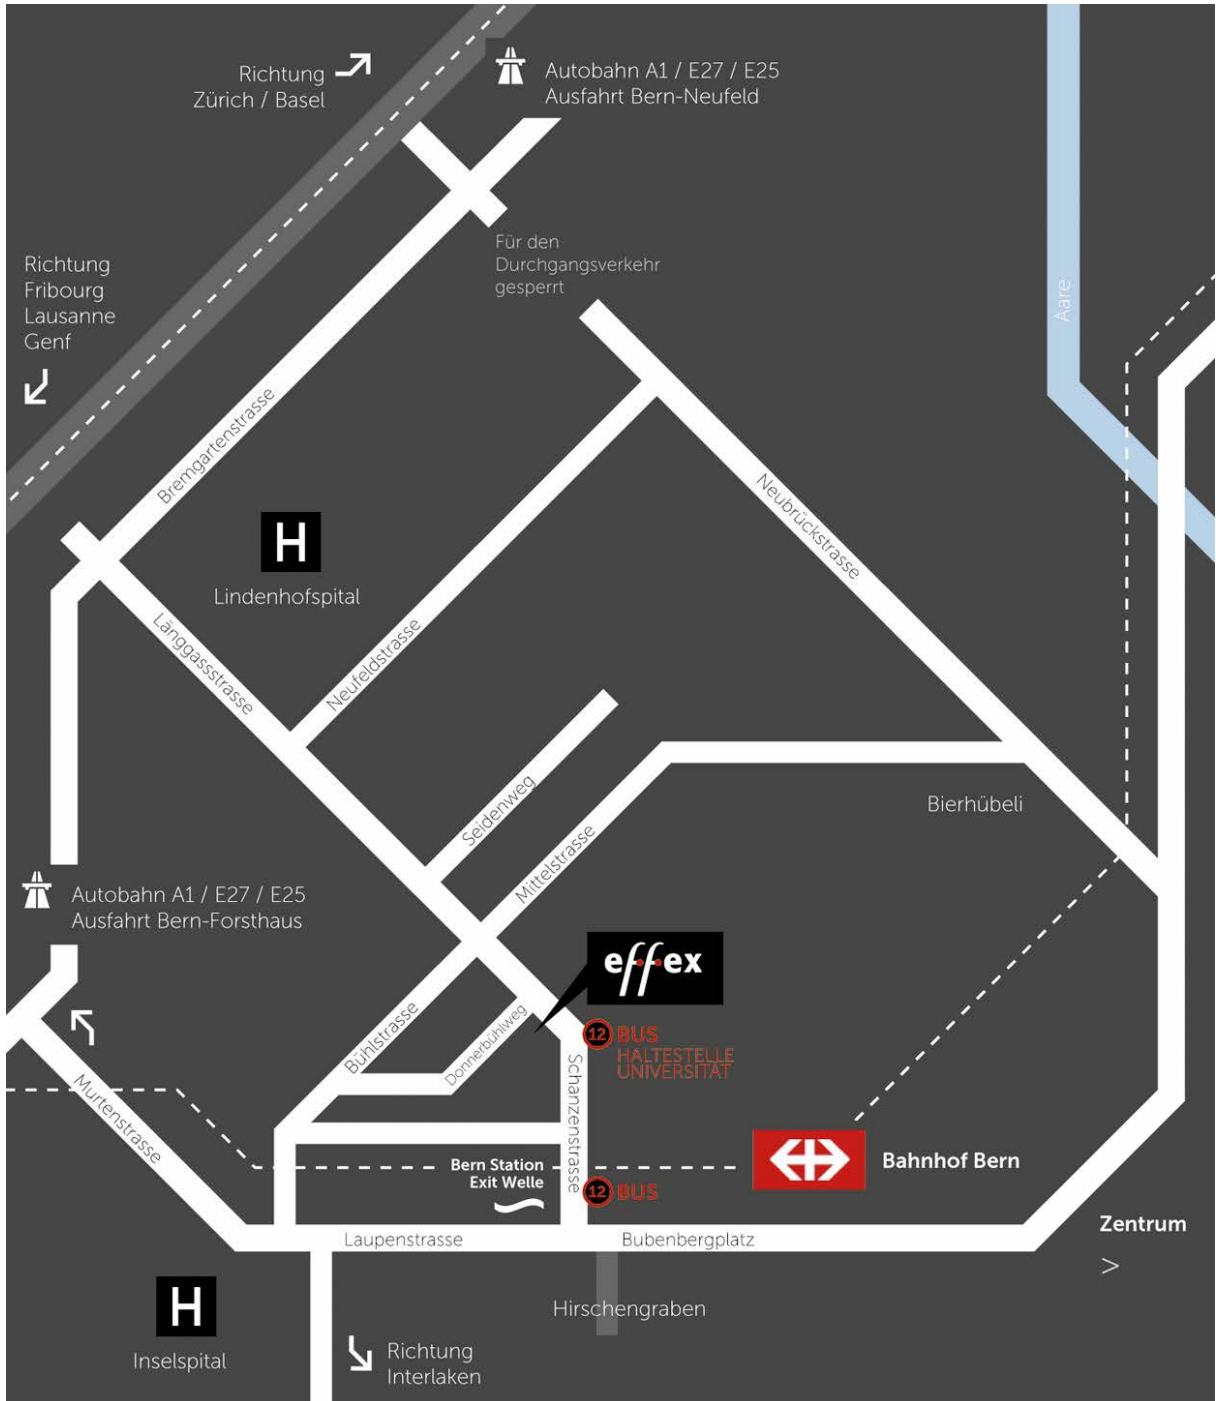 Richtung
Zürich / Basel
Autobahn A1 / E27 / E25
Ausfahrt Bern-Neufeld
Für den
Durchgangsverkehr
gesperrt
Richtung
Fribourg
Lausanne
Genf
Aare
Bremgartenstrasse
Neubrückstrasse
H
Lindenhofspital
Länggassstrasse
Neufeldstrasse
Seidenweg
Mittelstrasse
Bierhübeli
Autobahn A1 / E27 / E25
Ausfahrt Bern-Forsthaus
effex
Bühlstrasse
Donnerbühlweg
12 BUS
HALTESTELLE
UNIVERSITÄT
Schanzenstrasse
Murtenstrasse
Bern Station
Exit Welle
12 BUS
Bahnhof Bern
Zentrum
>
Laupenstrasse
Bubenbergplatz
H
Inselspital
Hirschengraben
Richtung
Interlaken